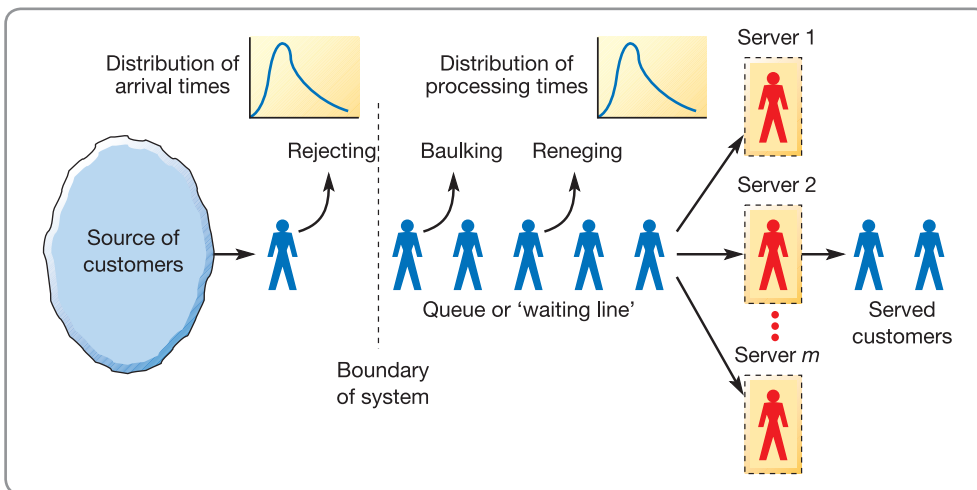 Distribution of
arrival times
Distribution of
processing times
Server 1
Rejecting
Baulking
Reneging
Server 2
Source of
customers
Queue or ‘waiting line’
Served
customers
Boundary
of system
Server m